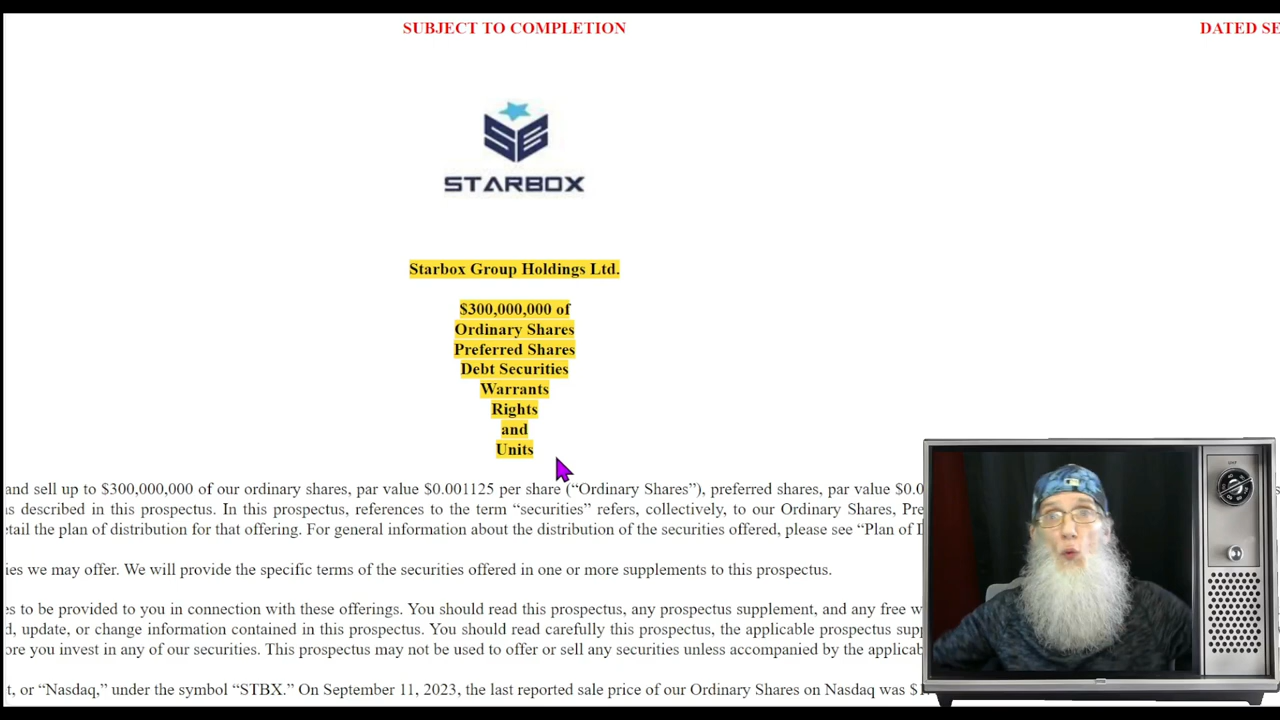 SUBJECT TO COMPLETION
DATED SE
STARBOX
Starbox Group Holdings Ltd.
$300,000,000 of
Ordinary Shares
Preferred Shares
Debt Securities
Warrants
Rights
and
Units
and sell up to $300,000,000 of our ordinary shares, par value $0.001125 per share (“Ordinary Shares”), preferred shares, par value $0.0
s described in this prospectus. In this prospectus, references to the term “securities” refers, collectively, to our Ordinary Shares, Pre
etail the plan of distribution for that offering. For general information about the distribution of the securities offered, please see “Plan of D
ies we may offer. We will provide the specific terms of the securities offered in one or more supplements to this prospectus.
es to be provided to you in connection with these offerings. You should read this prospectus, any prospectus supplement, and any free w
d, update, or change information contained in this prospectus. You should read carefully this prospectus, the applicable prospectus supp
ore you invest in any of our securities. This prospectus may not be used to offer or sell any securities unless accompanied by the applicab
t, or “Nasdaq,” under the symbol “STBX.” On September 11, 2023, the last reported sale price of our Ordinary Shares on Nasdaq was $1